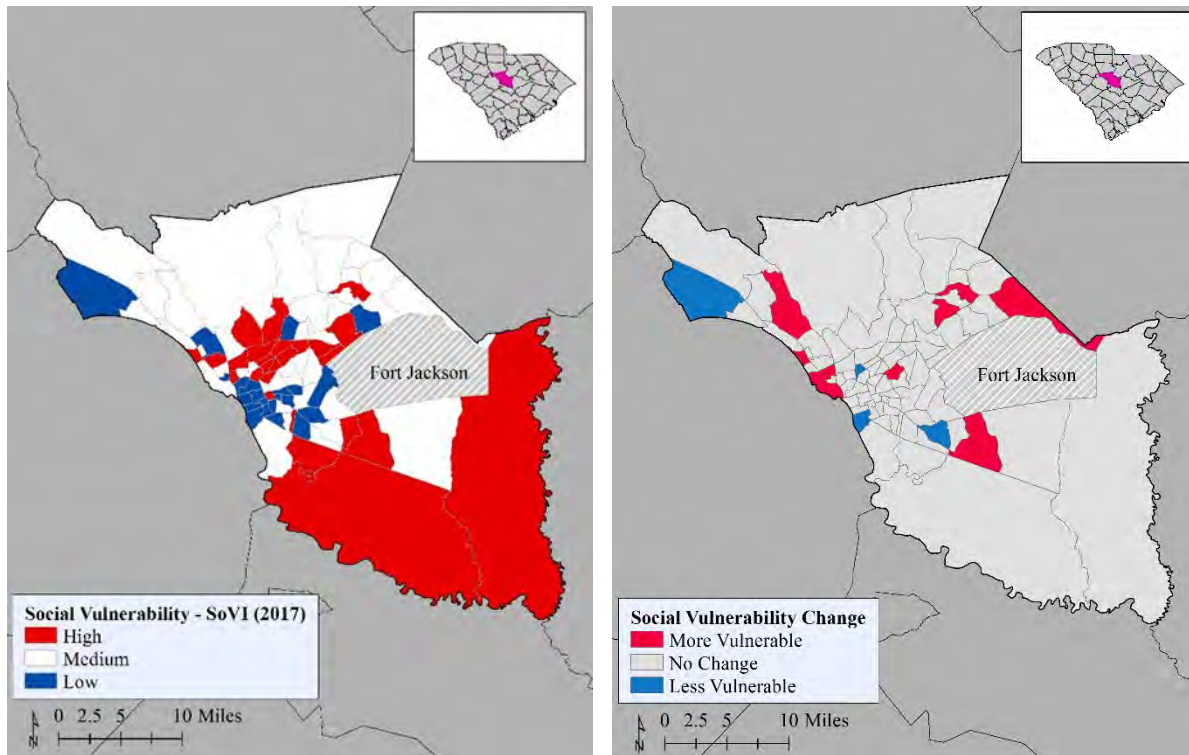 Fort Jackson
Social Vulnerability - SoVI (2017)
High
Medium
Low
N
0 2.5 5 10 Miles
Fort Jackson
Social Vulnerability Change
More Vulnerable
No Change
Less Vulnerable
N
0 2.5 5 10 Miles